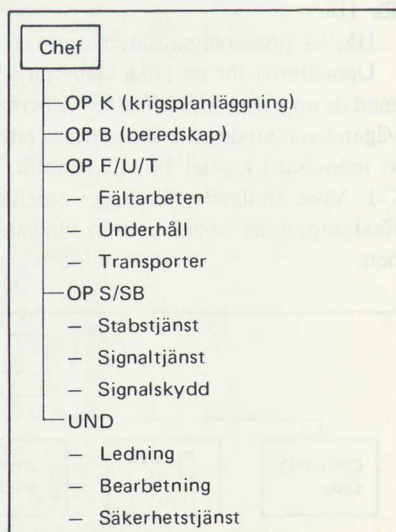 Chef
OP K (krigsplanläggning)
OP B (beredskap)
OP F/U/T
– Fältarbeten
– Underhåll
– Transporter
OP S/SB
– Stabstjänst
– Signaltjänst
– Signalskydd
UND
– Ledning
– Bearbetning
– Säkerhetstjänst